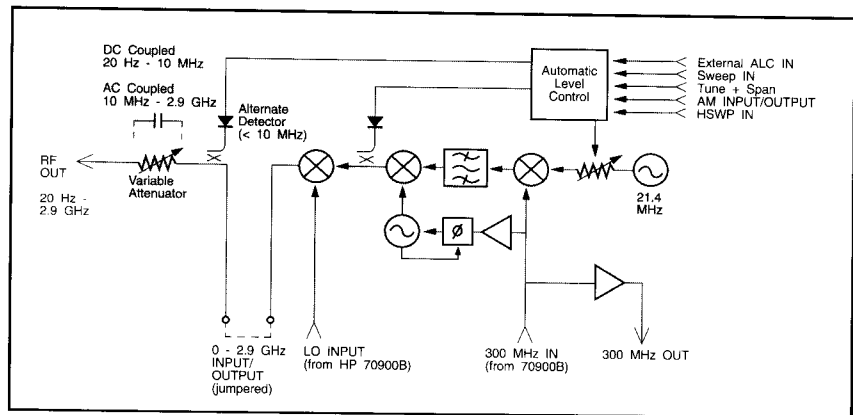 DC Coupled
20 Hz - 10 MHz
AC Coupled
10 MHz - 2.9 GHz
Alternate
Detector
(< 10 MHz)
Automatic
Level
Control
External ALC IN
Sweep IN
Tune + Span
AM INPUT/OUTPUT
HSWP IN
RF
OUT
20 Hz -
2.9 GHz
Variable
Attenuator
21.4
MHz
ø
0 - 2.9 GHz
INPUT/
OUTPUT
(jumpered)
LO INPUT
(from HP 70900B)
300 MHz IN
(from 70900B)
300 MHz OUT